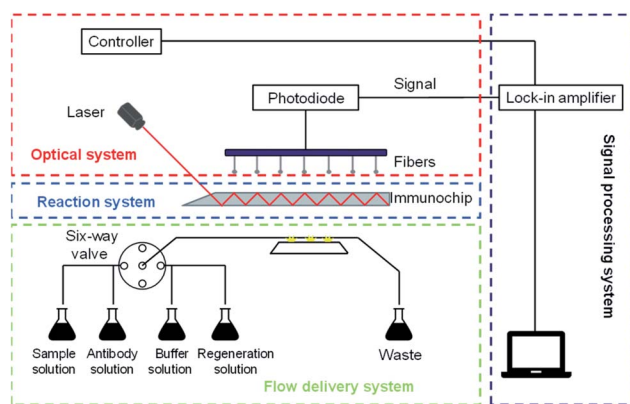 Controller
Signal
Photodiode
Lock-in amplifier
Laser
Optical system
Fibers
Reaction system
Immunochip
Signal processing system
Six-way
valve
Sample
solution
Antibody
solution
Buffer
solution
Regeneration
solution
Waste
Flow delivery system